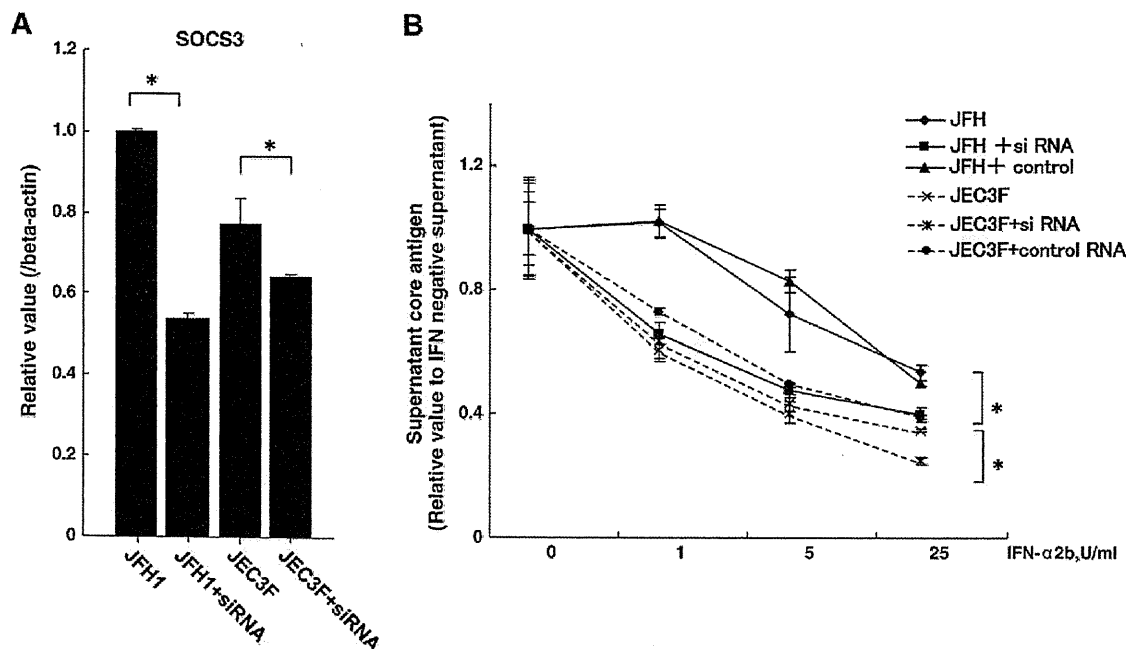 A
SOCS3
Relative value (/beta-actin)
1.2
1.0
0.8
0.6
0.4
0.2
0
*
*
JFH1
JFH1+siRNA
JEC3F
JEC3F+siRNA
B
Supernatant core antigen
(Relative value to IFN negative supernatant)
1.2
0.8
0.4
0
0
1
5
25
IFN-α2b,U/ml
JFH
JFH +si RNA
JFH+ control
JEC3F
JEC3F+si RNA
JEC3F+control RNA
*
*